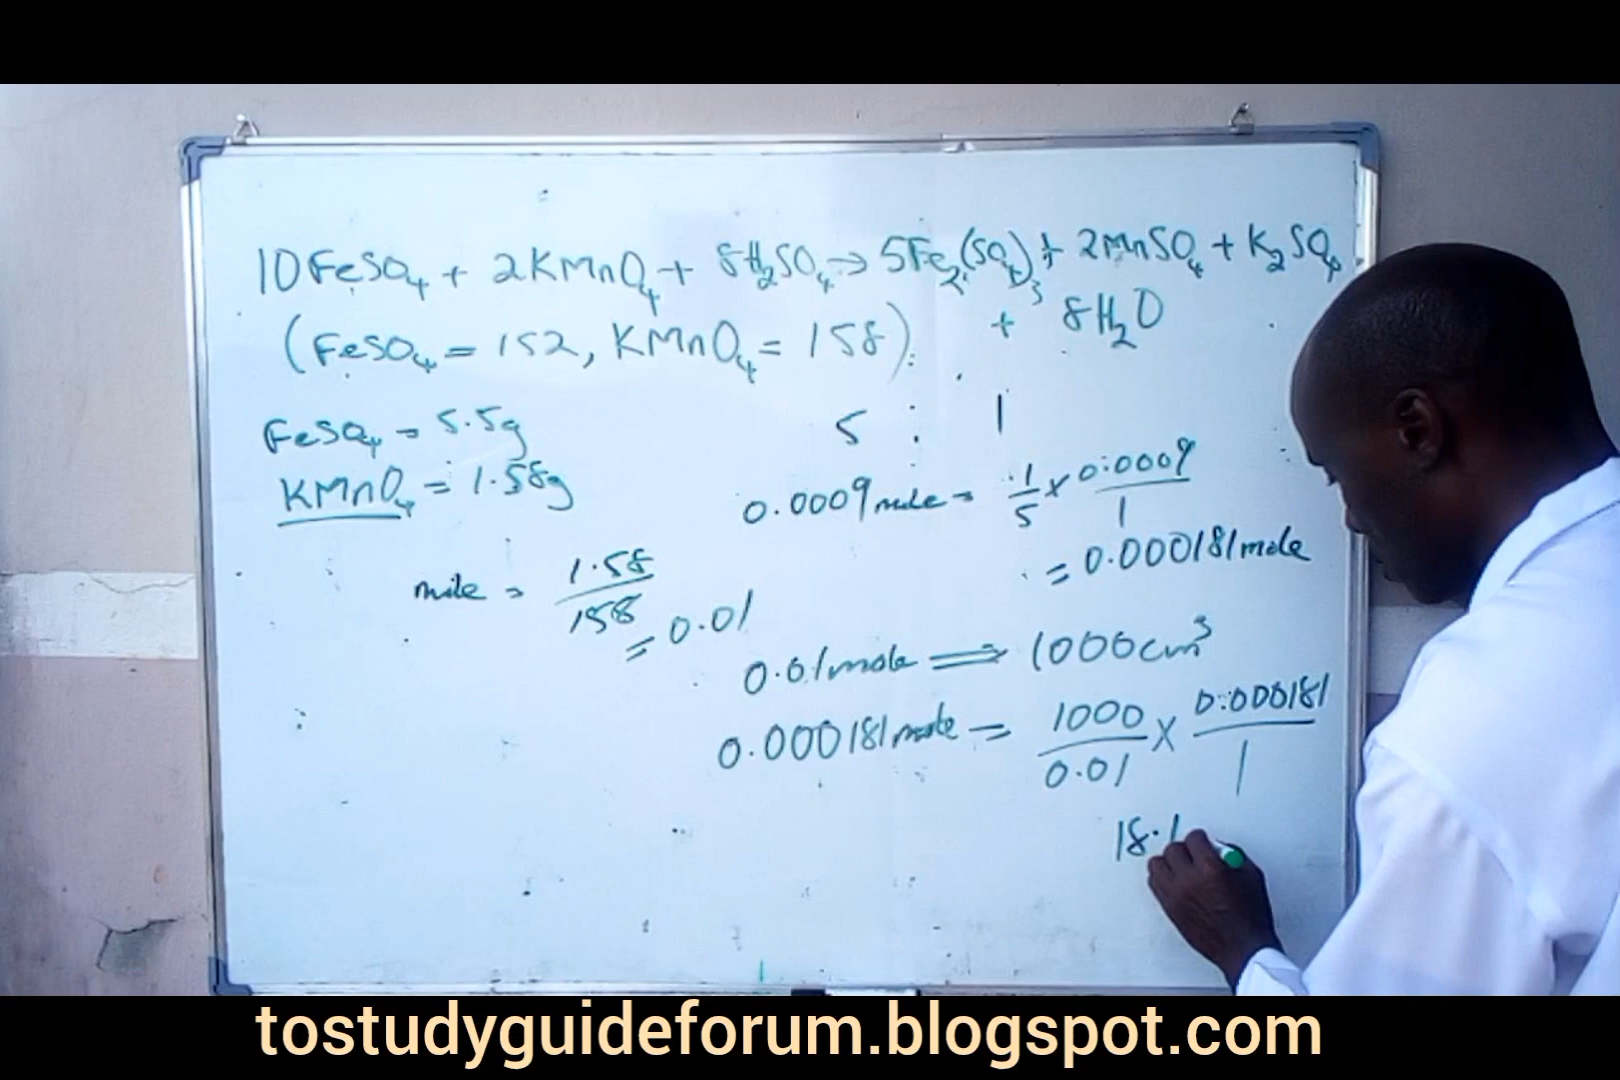 10FeSO₄ + 2KMnO₄ + 8H₂SO₄ → 5Fe₂(SO₄)₃ + 2MnSO₄ + K₂SO₄
+ 8H₂O
(FeSO₄ = 152, KMnO₄ = 158).
FeSO₄ = 5.5g
KMnO₄ = 1.58g
mole = 1.58/158
= 0.01
5 : 1
0.0009 mole = 1/5 × 0.0009/1
= 0.000181 mole
0.01 mole ⟹ 1000cm³
0.000181 mole = 1000/0.01 × 0.000181/1
18.1
tostudyguideforum.blogspot.com